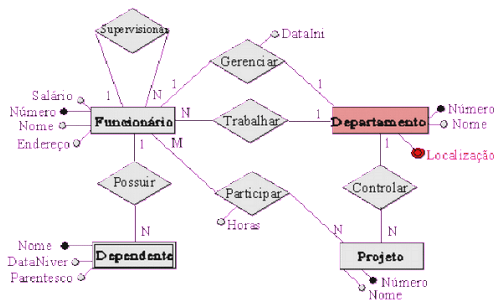 Supervisionar
DataIni
Gerenciar
1
N
1
1
Salário
Número
Nome
Endereço
Funcionário
N
Trabalhar
1
Departamento
Número
Nome
Localização
1
M
1
Possuir
Participar
Horas
Controlar
N
N
N
Nome
DataNiver
Parentesco
Dependente
Projeto
Número
Nome